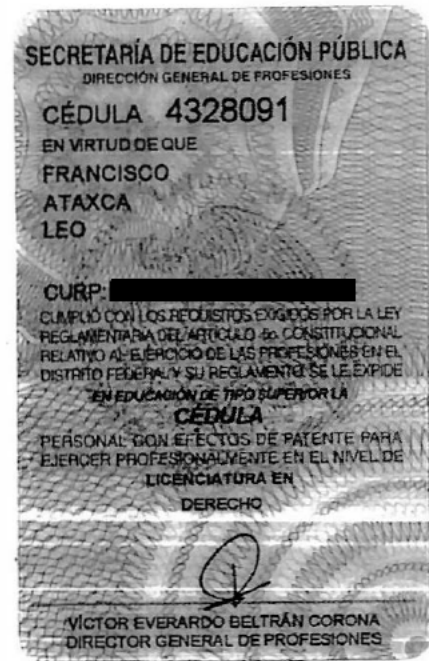 SECRETARÍA DE EDUCACIÓN PÚBLICA
DIRECCIÓN GENERAL DE PROFESIONES
CÉDULA 4328091
EN VIRTUD DE QUE
FRANCISCO
ATAXCA
LEO
CURP:
CUMPLIÓ CON LOS REQUISITOS EXIGIDOS POR LA LEY
REGLAMENTARIA DEL ARTÍCULO 5o. CONSTITUCIONAL
RELATIVO AL EJERCICIO DE LAS PROFESIONES EN EL
DISTRITO FEDERAL Y SU REGLAMENTO SE LE EXPIDE
EN EDUCACIÓN DE TIPO SUPERIOR LA
CÉDULA
PERSONAL CON EFECTOS DE PATENTE PARA
EJERCER PROFESIONALMENTE EN EL NIVEL DE
LICENCIATURA EN
DERECHO
VÍCTOR EVERARDO BELTRÁN CORONA
DIRECTOR GENERAL DE PROFESIONES